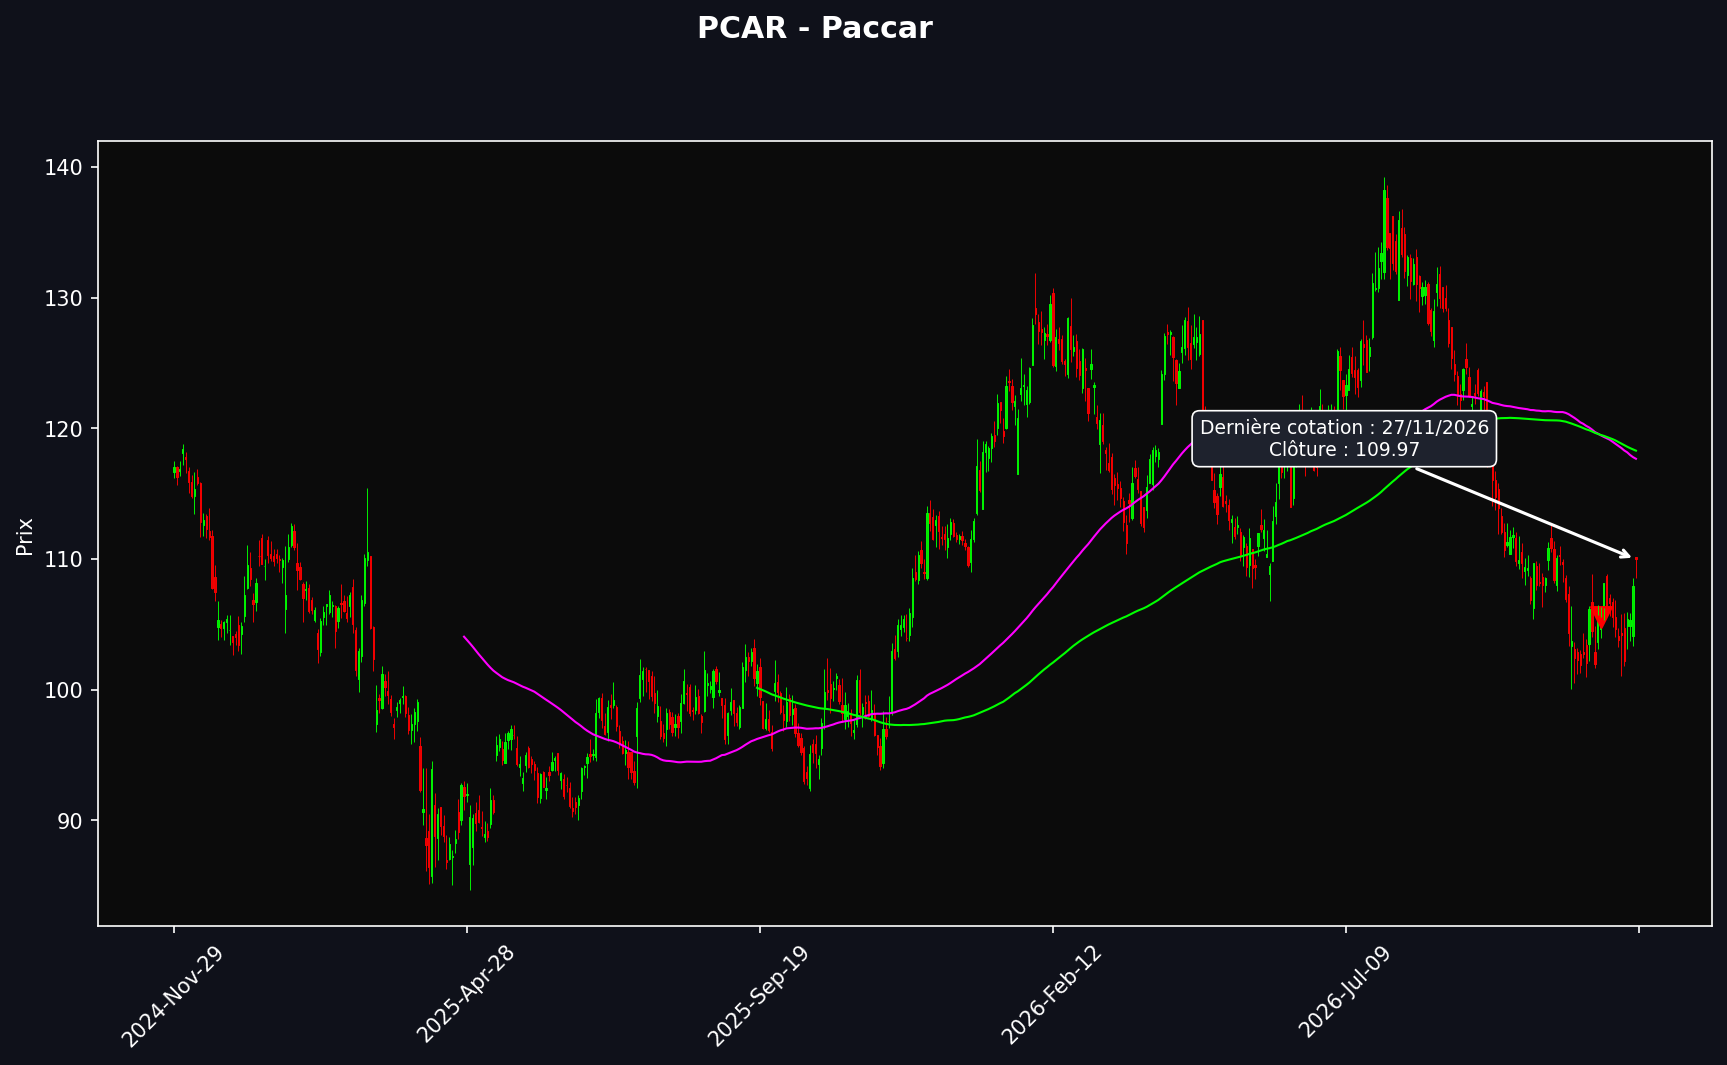 PCAR - Paccar
Prix
140
130
120
110
100
90
Dernière cotation : 27/11/2026
Clôture : 109.97
2024-Nov-29
2025-Apr-28
2025-Sep-19
2026-Feb-12
2026-Jul-09